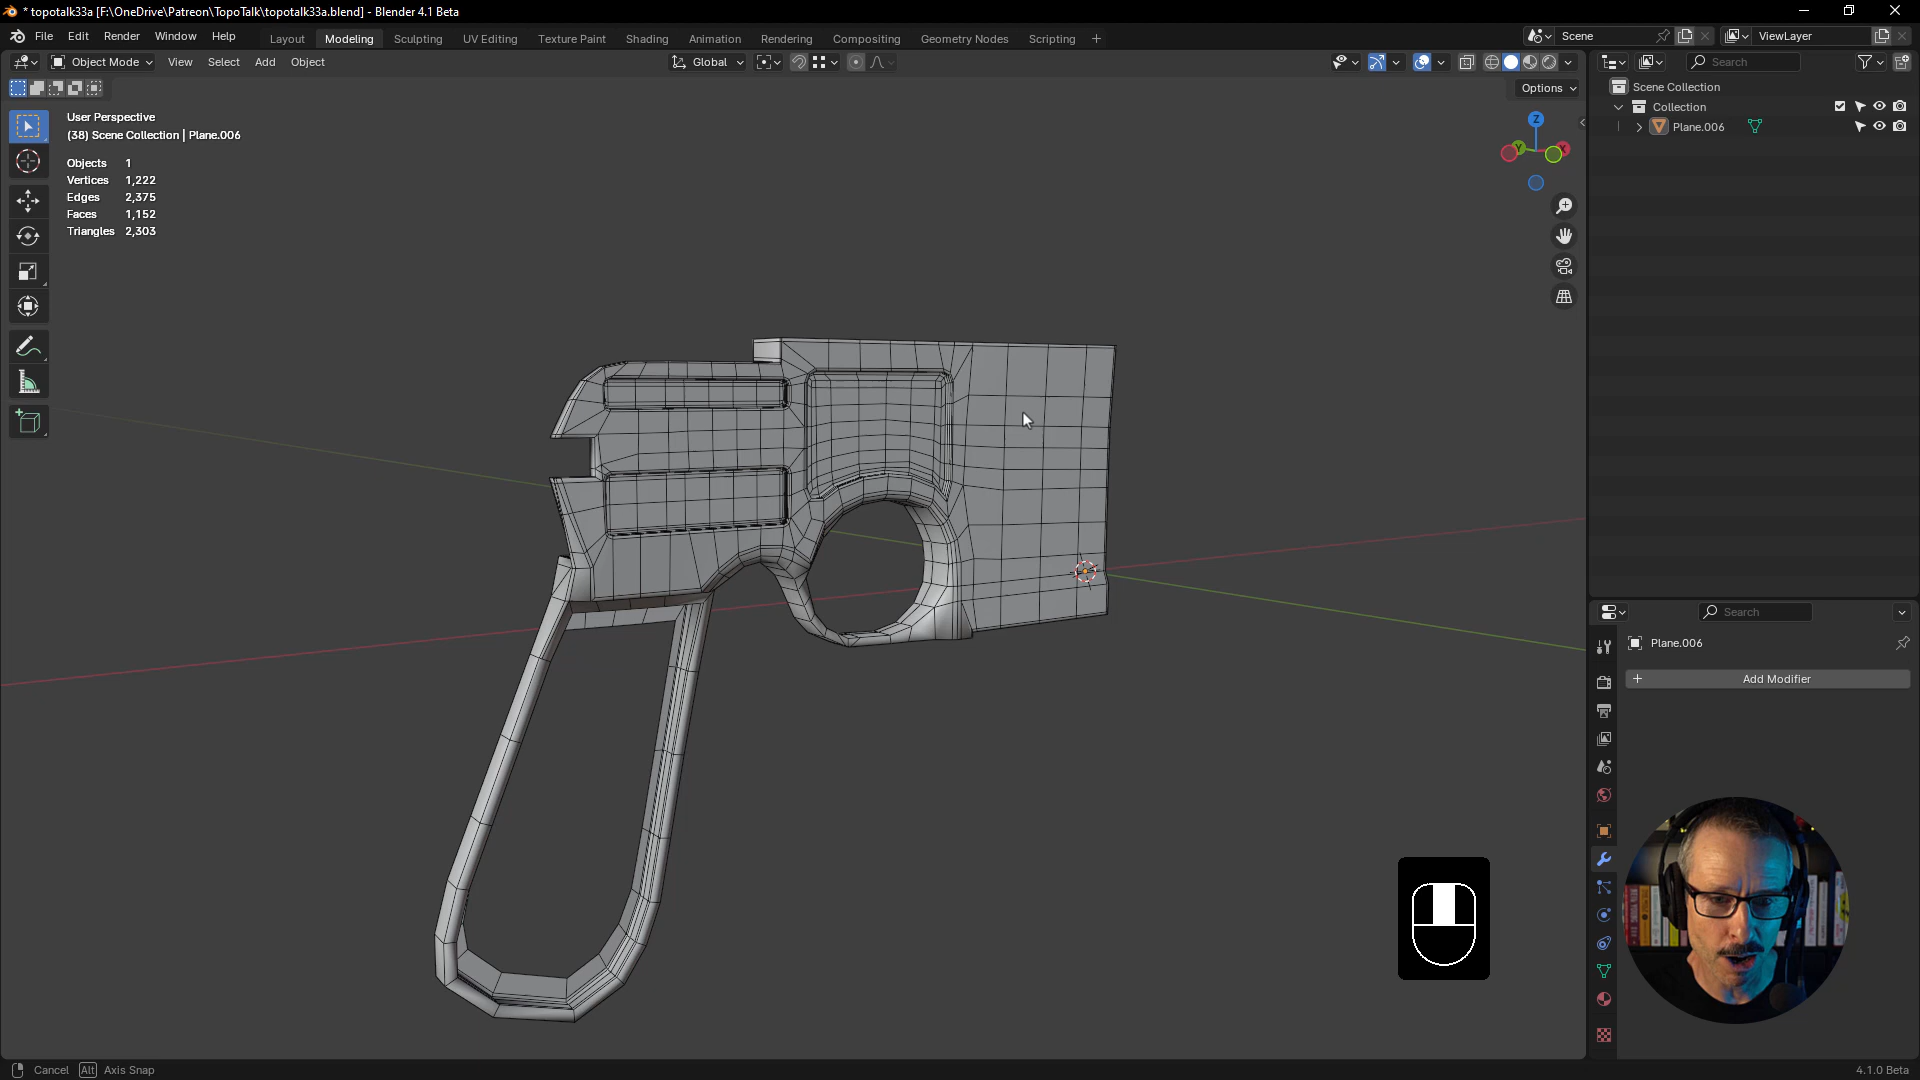 * topotalk33a [F:\OneDrive\Patreon\TopoTalk\topotalk33a.blend] - Blender 4.1 Beta
File Edit Render Window Help Layout Modeling Sculpting UV Editing Texture Paint Shading Animation Rendering Compositing Geometry Nodes Scripting + Scene ViewLayer
Object Mode View Select Add Object Global Search
Options
Scene Collection
Collection
Plane.006
User Perspective
(38) Scene Collection | Plane.006
Objects 1
Vertices 1,222
Edges 2,375
Faces 1,152
Triangles 2,303
Z
Y
X
Search
Plane.006
+ Add Modifier
Cancel Alt Axis Snap
4.1.0 Beta